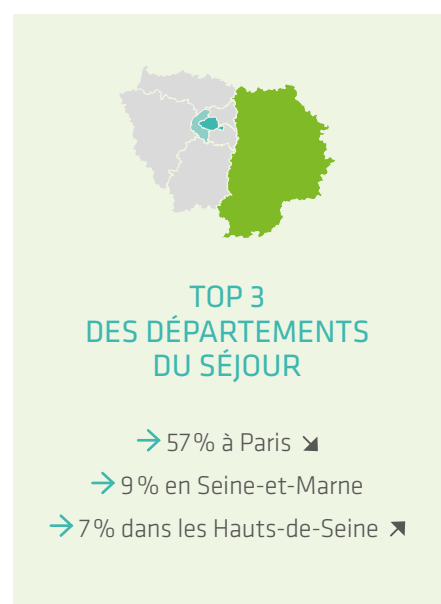 TOP 3
DES DÉPARTEMENTS
DU SÉJOUR
→ 57 % à Paris ↘
→ 9 % en Seine-et-Marne
→ 7 % dans les Hauts-de-Seine ↗